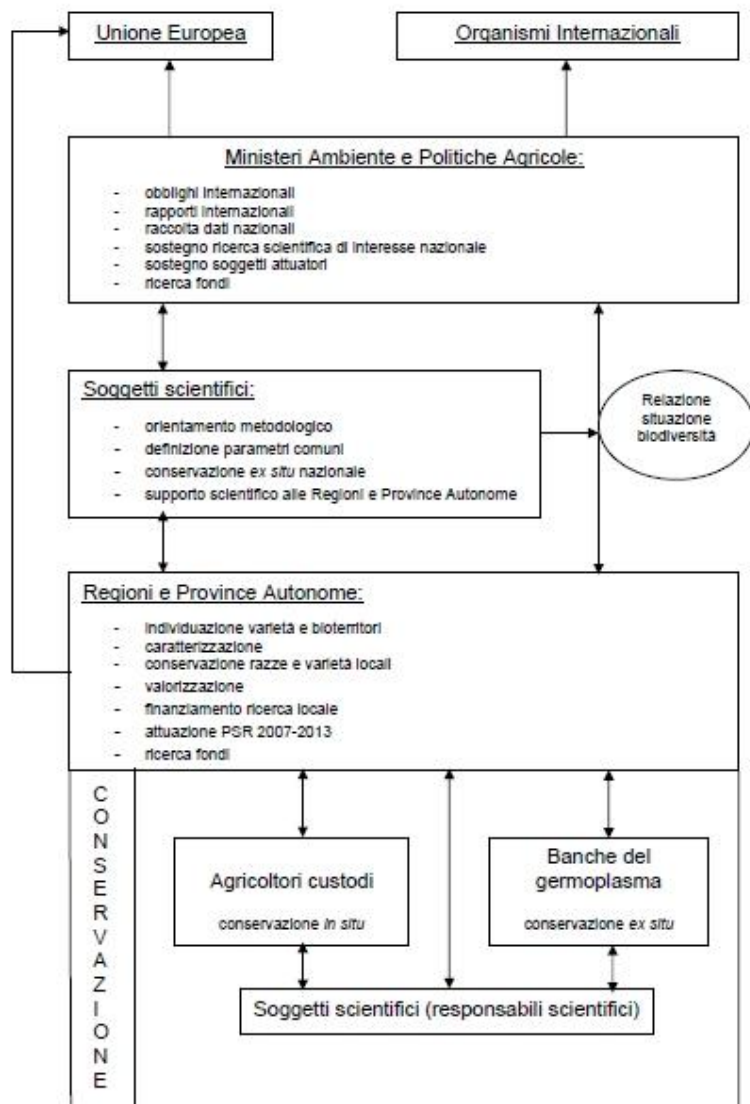 Unione Europea
Organismi Internazionali
Ministeri Ambiente e Politiche Agricole:
- obblighi internazionali
- rapporti internazionali
- raccolta dati nazionali
- sostegno ricerca scientifica di interesse nazionale
- sostegno soggetti attuatori
- ricerca fondi
Soggetti scientifici:
- orientamento metodologico
- definizione parametri comuni
- conservazione ex situ nazionale
- supporto scientifico alle Regioni e Province Autonome
Relazione
situazione
biodiversità
Regioni e Province Autonome:
- individuazione varietà e bioterritori
- caratterizzazione
- conservazione razze e varietà locali
- valorizzazione
- finanziamento ricerca locale
- attuazione PSR 2007-2013
- ricerca fondi
CONSERVAZIONE
Agricoltori custodi
conservazione in situ
Banche del
germoplasma
conservazione ex situ
Soggetti scientifici (responsabili scientifici)